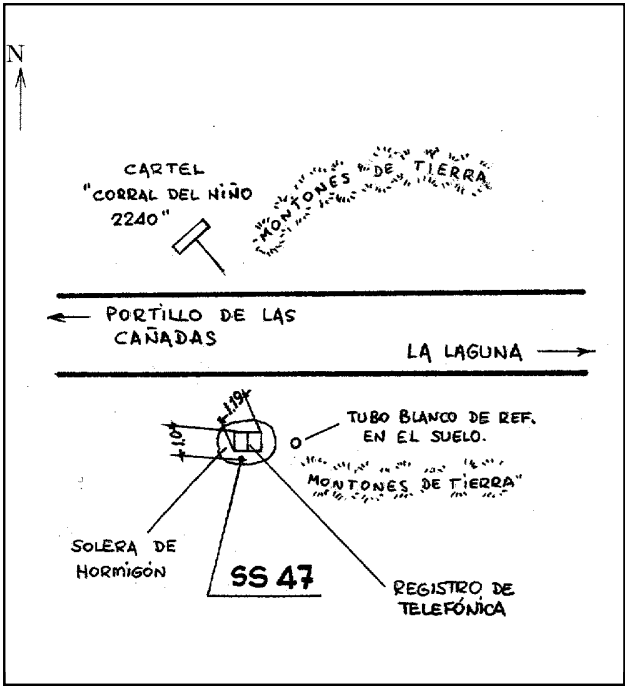 N
CARTEL
"CORRAL DEL NIÑO
2240"
MONTONES DE TIERRA
PORTILLO DE LAS
CAÑADAS
LA LAGUNA
1.19
1.0
TUBO BLANCO DE REF.
EN EL SUELO.
MONTONES DE TIERRA"
SOLERA DE
HORMIGÓN
SS 47
REGISTRO DE
TELEFÓNICA